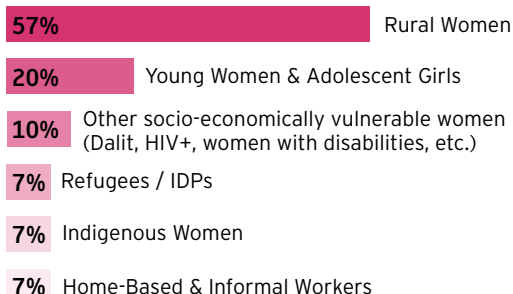 57% Rural Women
20% Young Women & Adolescent Girls
10% Other socio-economically vulnerable women
(Dalit, HIV+, women with disabilities, etc.)
7% Refugees / IDPs
7% Indigenous Women
7% Home-Based & Informal Workers